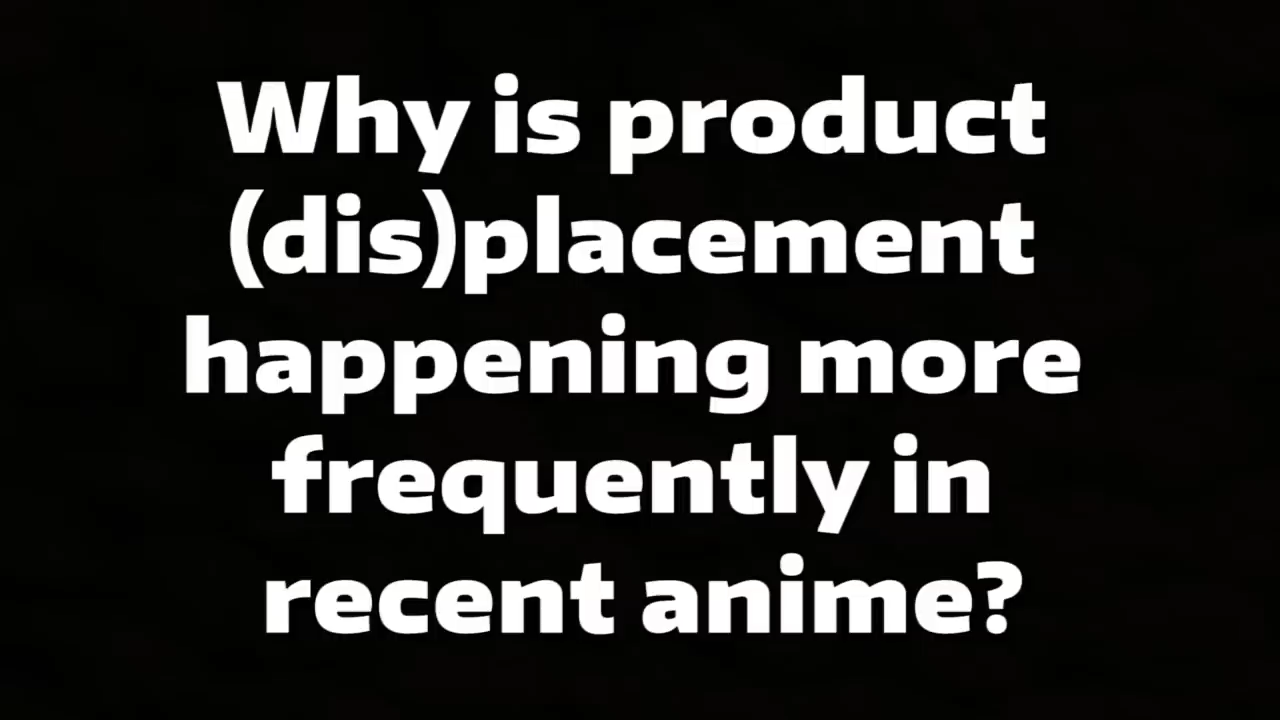 Why is product
(dis)placement
happening more
frequently in
recent anime?